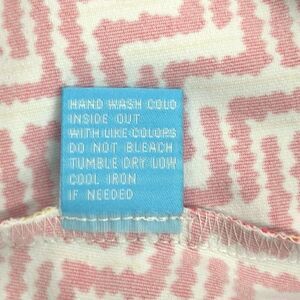 HAND WASH COLD
INSIDE OUT
WITH LIKE COLORS
DO NOT BLEACH
TUMBLE DRY LOW
COOL IRON
IF NEEDED